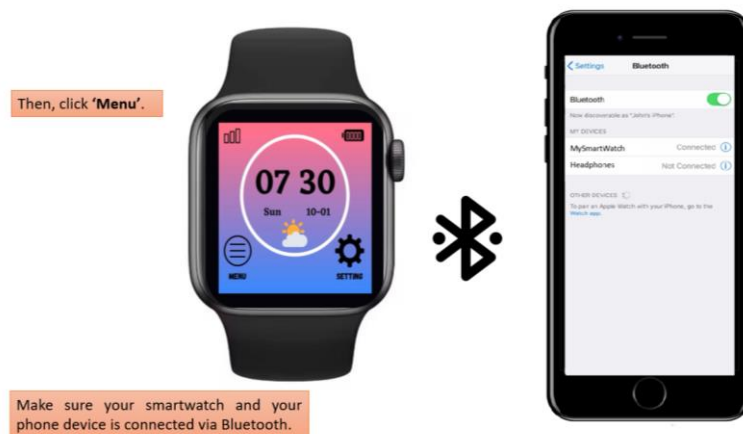 Then, click ‘Menu’.
07 30
Sun 10-01
MENU
SETTING
Make sure your smartwatch and your
phone device is connected via Bluetooth.
Settings Bluetooth
Bluetooth
Now discoverable as "John's iPhone".
MY DEVICES
MySmartWatch Connected
Headphones Not Connected
OTHER DEVICES
To pair an Apple Watch with your iPhone, go to the
Watch app.